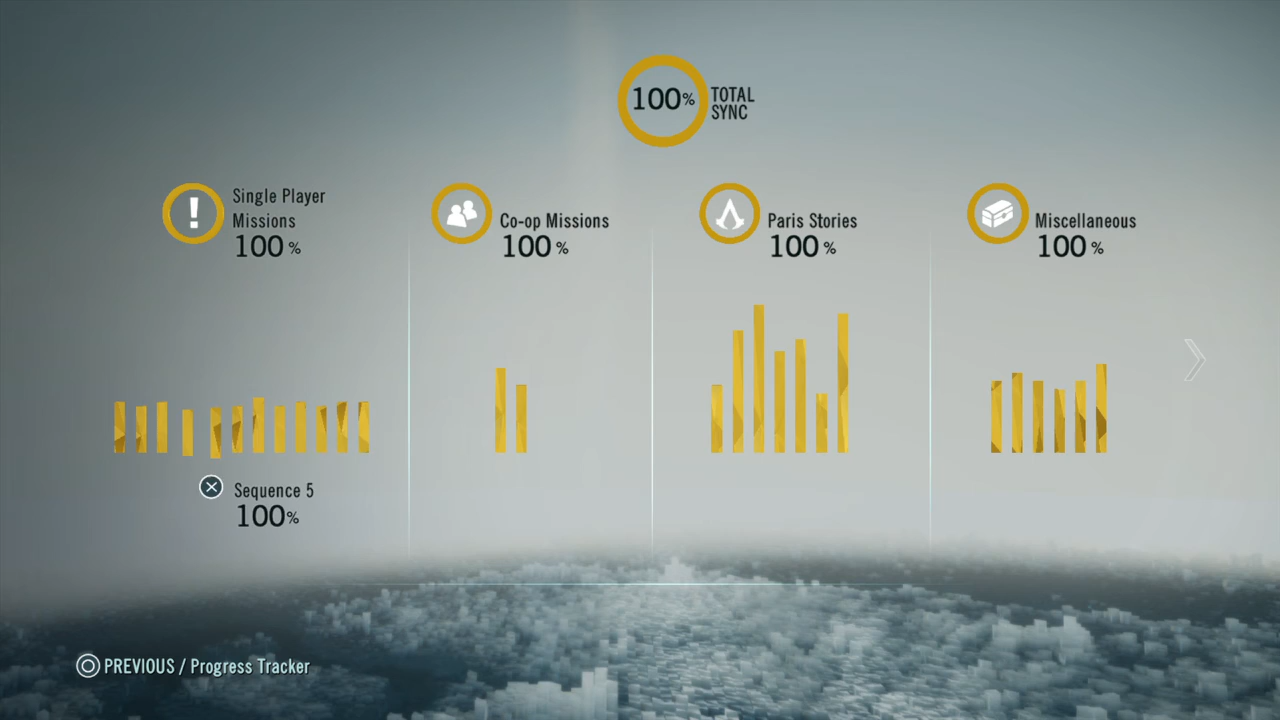 100%
TOTAL
SYNC
Single Player
Missions
100 %
Co-op Missions
100 %
Paris Stories
100 %
Miscellaneous
100 %
Sequence 5
100%
PREVIOUS / Progress Tracker